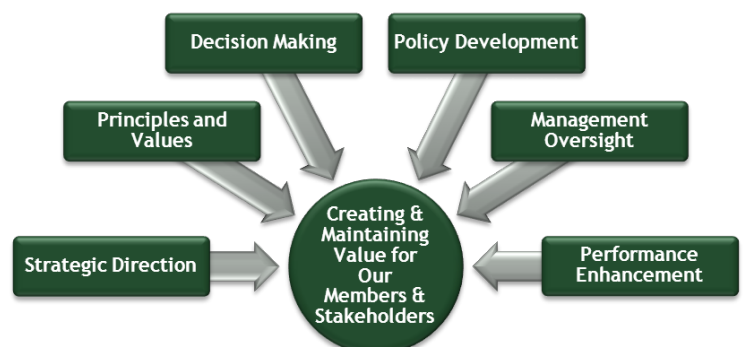 Decision Making
Policy Development
Principles and
Values
Management
Oversight
Strategic Direction
Creating &
Maintaining
Value for
Our
Members &
Stakeholders
Performance
Enhancement